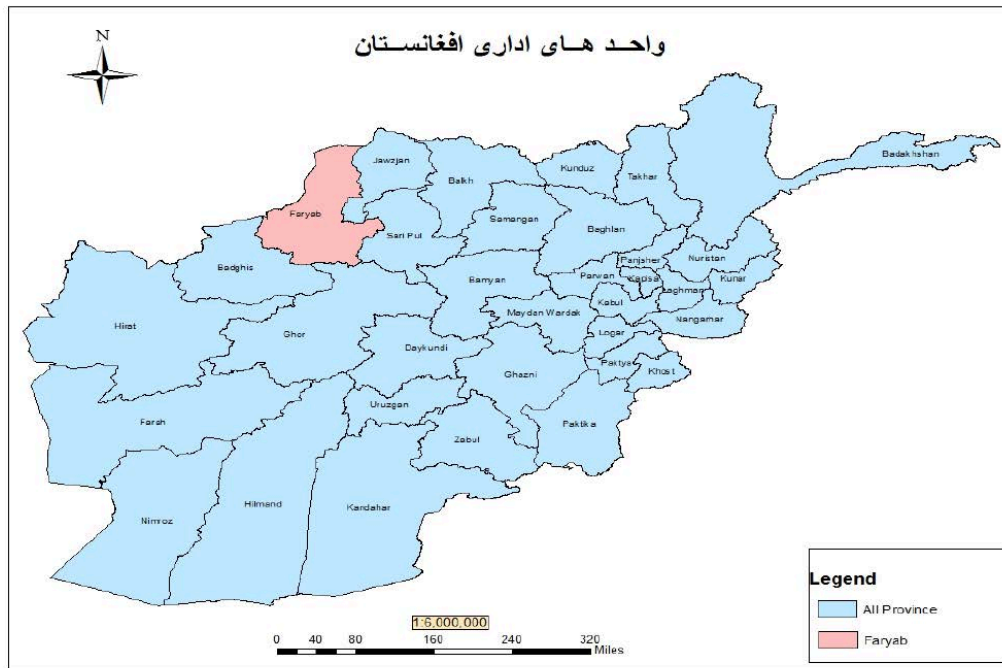 واحد های اداری افغانستان
N
Jawzjan
Balkh
Kunduz
Takhar
Badakhshan
Faryab
Sari Pul
Samangan
Baghlan
Badghis
Panjsher
Nuristan
Bamyan
Parwan
Kapisa
Kunar
Laghman
Hirat
Ghor
Maydan Wardak
Kabul
Nangarhar
Daykundi
Logar
Ghazni
Paktya
Khost
Farah
Uruzgan
Paktika
Zabul
Nimroz
Hilmand
Kandahar
1:6,000,000
0 40 80 160 240 320
Miles
Legend
All Province
Faryab